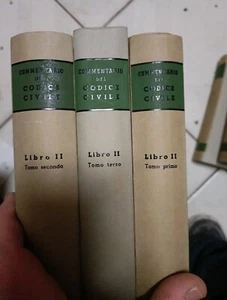 COMMENTARIO
DEL
CODICE
CIVILE
Libro II
Tomo secondo
COMMENTARIO
DEL
CODICE
CIVILE
Libro II
Tomo terzo
COMMENTARIO
DEL
CODICE
CIVILE
Libro II
Tomo primo